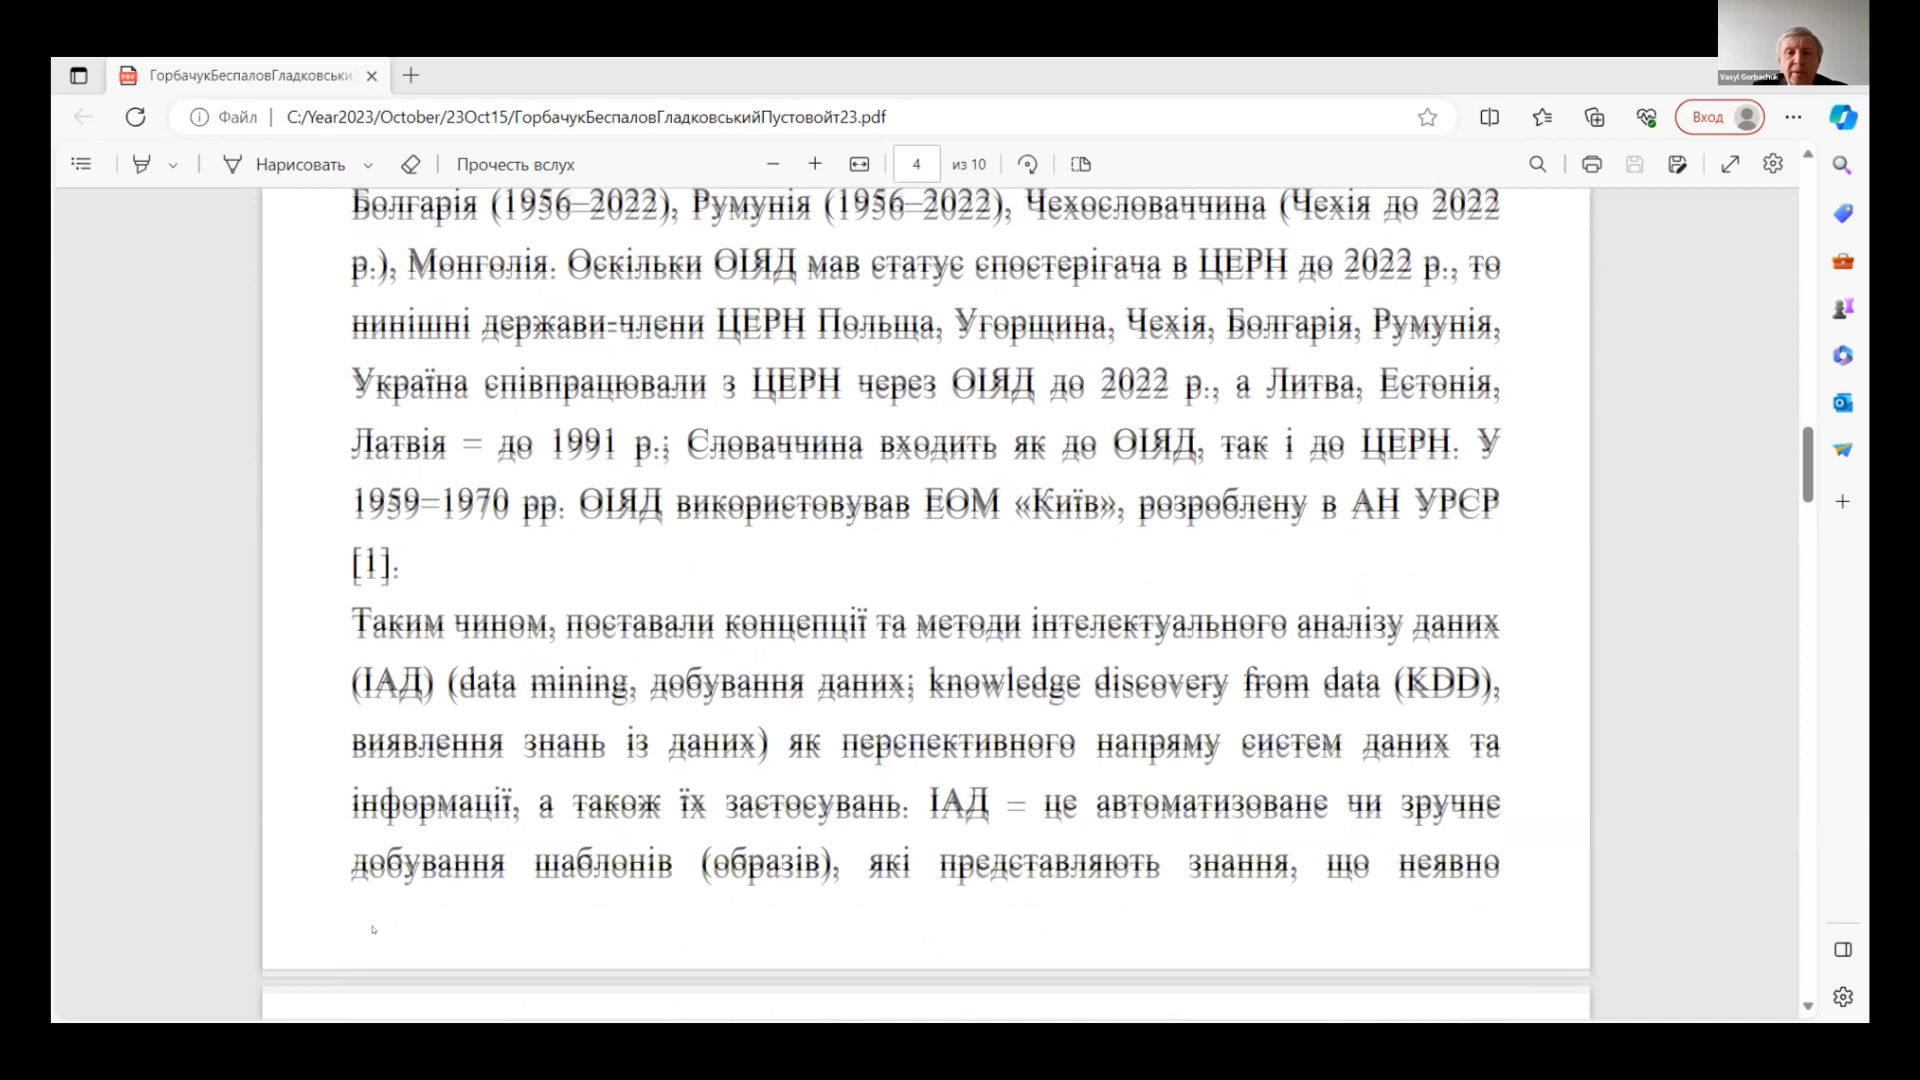 Vasyl Gorbachuk
ГорбачукБеспаловГладковськи
Файл
C:/Year2023/October/23Oct15/ГорбачукБеспаловГладковськийПустовойт23.pdf
Вход
Нарисовать
Прочесть вслух
4
из 10
Болгарія (1956–2022), Румунія (1956–2022), Чехословаччина (Чехія до 2022
р.), Монголія. Оскільки ОІЯД мав статус спостерігача в ЦЕРН до 2022 р., то
нинішні держави-члени ЦЕРН Польща, Угорщина, Чехія, Болгарія, Румунія,
Україна співпрацювали з ЦЕРН через ОІЯД до 2022 р., а Литва, Естонія,
Латвія – до 1991 р.; Словаччина входить як до ОІЯД, так і до ЦЕРН. У
1959–1970 рр. ОІЯД використовував ЕОМ «Київ», розроблену в АН УРСР
[1].
Таким чином, поставали концепції та методи інтелектуального аналізу даних
(ІАД) (data mining, добування даних; knowledge discovery from data (KDD),
виявлення знань із даних) як перспективного напряму систем даних та
інформації, а також їх застосувань. ІАД – це автоматизоване чи зручне
добування шаблонів (образів), які представляють знання, що неявно